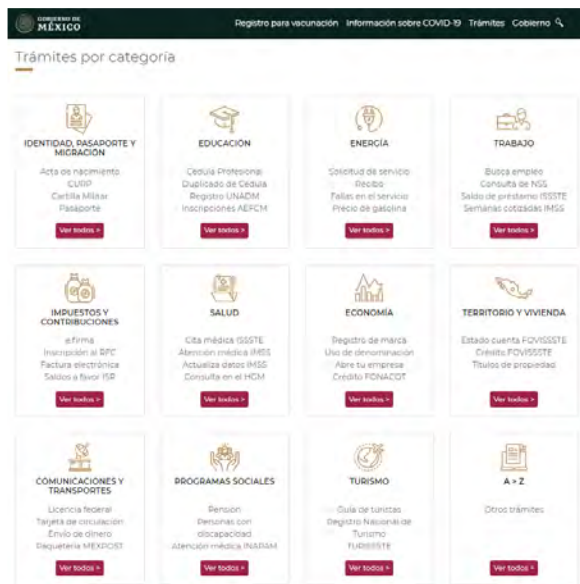 GOBIERNO DE
MÉXICO
Registro para vacunación Información sobre COVID-19 Trámites Gobierno
Trámites por categoría
IDENTIDAD, PASAPORTE Y
MIGRACIÓN
Acta de nacimiento
CURP
Cartilla Militar
Pasaporte
Ver todos >
EDUCACIÓN
Cedula Profesional
Duplicado de Cedula
Registro UNADM
Inscripciones AEFCM
Ver todos >
ENERGÍA
Solicitud de servicio
Recibo
Fallas en el servicio
Precio de gasolina
Ver todos >
TRABAJO
Busca empleo
Consulta de NSS
Saldo de préstamo ISSSTE
Semanas cotizadas IMSS
Ver todos >
IMPUESTOS Y
CONTRIBUCIONES
e.firma
Inscripción al RFC
Factura electrónica
Saldos a favor ISR
Ver todos >
SALUD
Cita médica ISSSTE
Atención médica IMSS
Actualiza datos IMSS
Consulta en el HGM
Ver todos >
ECONOMÍA
Registro de marca
Uso de denominación
Abre tu empresa
Crédito FONACOT
Ver todos >
TERRITORIO Y VIVIENDA
Estado cuenta FOVISSSTE
Crédito FOVISSSTE
Títulos de propiedad
Ver todos >
COMUNICACIONES Y
TRANSPORTES
Licencia federal
Tarjeta de circulación
Envío de dinero
Paquetería MEXPOST
Ver todos >
PROGRAMAS SOCIALES
Pensión
Personas con
discapacidad
Atención médica INAPAM
Ver todos >
TURISMO
Guía de turistas
Registro Nacional de
Turismo
TURISSSTE
Ver todos >
A > Z
Otros trámites
Ver todos >